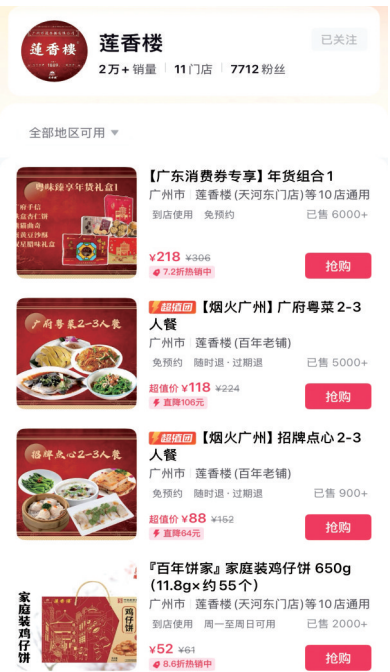 蓮香樓
莲香楼
已关注
2万+销量 11门店 7712粉丝
全部地区可用
粤味臻享年货礼盒1
【广东消费券专享】年货组合1
广州市 莲香楼(天河东门店)等10店通用
到店使用 免预约
已售 6000+
¥218 ¥306
7.2折热销中
抢购
广府粤菜2-3人餐
超值团【烟火广州】广府粤菜2-3
人餐
广州市 莲香楼(百年老铺)
免预约 随时退·过期退
已售 5000+
超值价 ¥118 ¥224
直降106元
抢购
招牌点心2-3人餐
超值团【烟火广州】招牌点心2-3
人餐
广州市 莲香楼(百年老铺)
免预约 随时退·过期退
已售 900+
超值价 ¥88 ¥152
直降64元
抢购
家庭装鸡仔饼
鸡仔饼
『百年饼家』家庭装鸡仔饼 650g
(11.8g×约55个)
广州市 莲香楼(天河东门店)等10店通用
到店使用 周一至周日可用
已售 2000+
¥52 ¥61
8.6折热销中
抢购